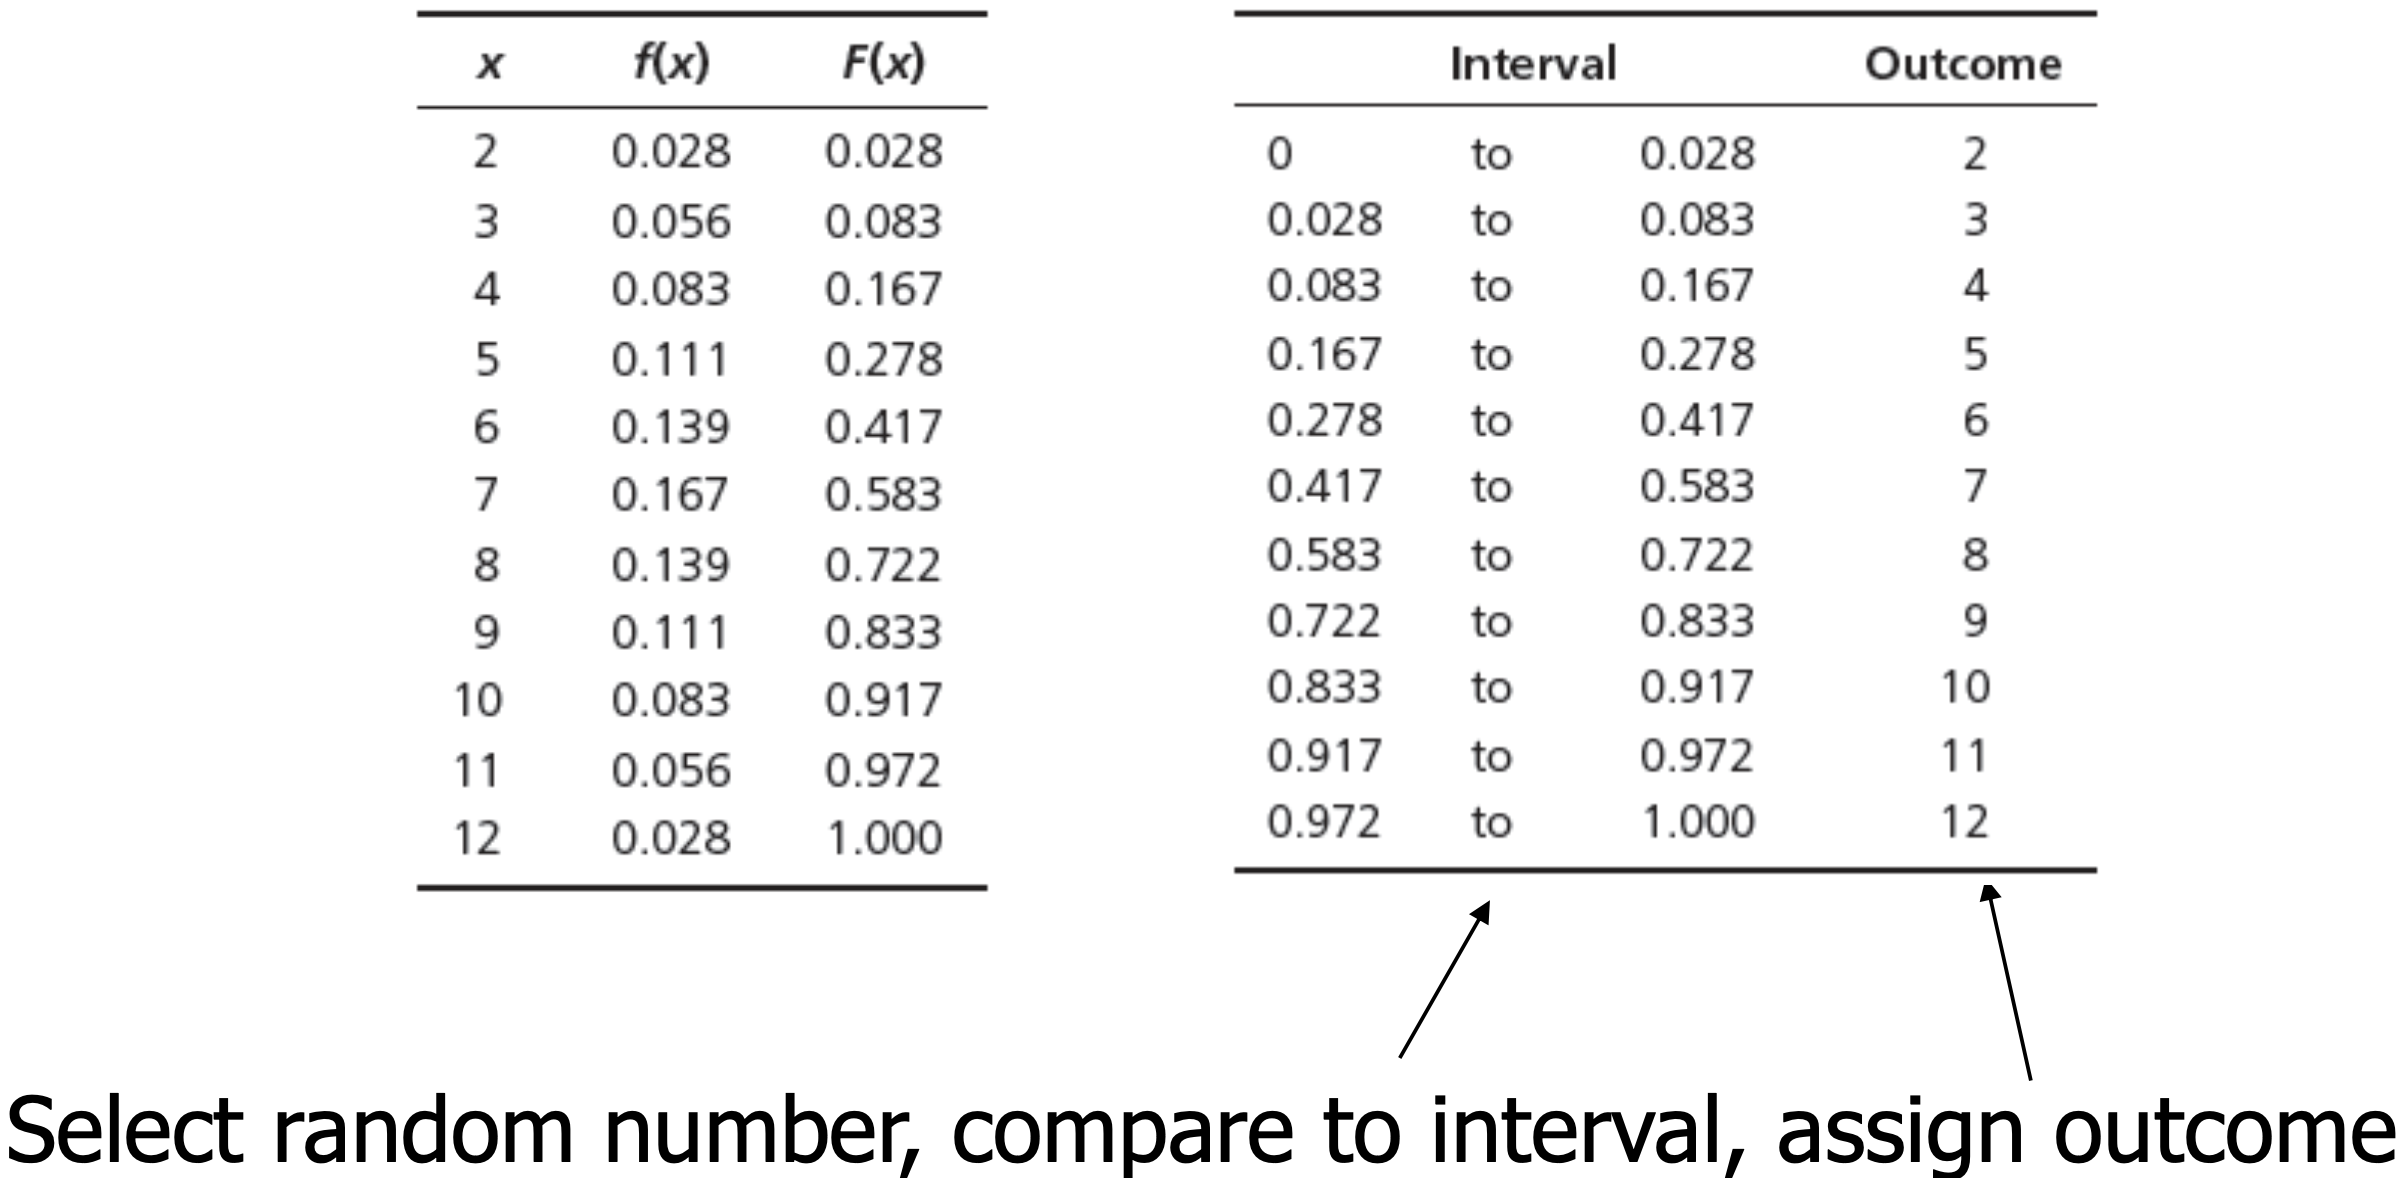 x f(x) F(x)
2 0.028 0.028
3 0.056 0.083
4 0.083 0.167
5 0.111 0.278
6 0.139 0.417
7 0.167 0.583
8 0.139 0.722
9 0.111 0.833
10 0.083 0.917
11 0.056 0.972
12 0.028 1.000
Interval Outcome
0 to 0.028 2
0.028 to 0.083 3
0.083 to 0.167 4
0.167 to 0.278 5
0.278 to 0.417 6
0.417 to 0.583 7
0.583 to 0.722 8
0.722 to 0.833 9
0.833 to 0.917 10
0.917 to 0.972 11
0.972 to 1.000 12
Select random number, compare to interval, assign outcome